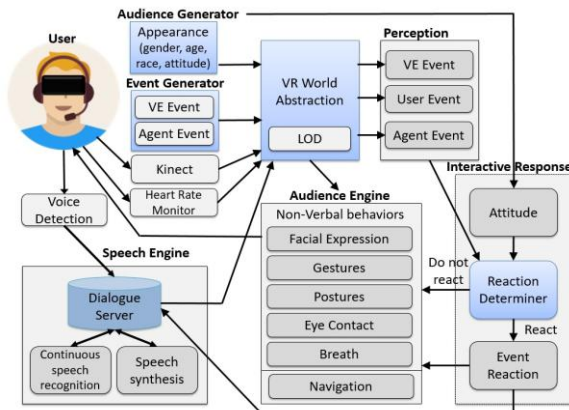 Audience Generator
User
Appearance
(gender, age,
race, attitude)
Event Generator
VE Event
Agent Event
VR World
Abstraction
LOD
Perception
VE Event
User Event
Agent Event
Kinect
Heart Rate
Monitor
Voice
Detection
Speech Engine
Dialogue
Server
Continuous
speech
recognition
Speech
synthesis
Audience Engine
Non-Verbal behaviors
Facial Expression
Gestures
Postures
Eye Contact
Breath
Navigation
Interactive Response
Attitude
Do not
react
Reaction
Determiner
React
Event
Reaction